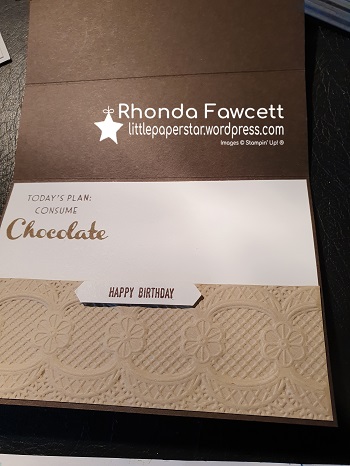 Rhonda Fawcett
littlepaperstar.wordpress.com
Images © Stampin' Up! ®
TODAY'S PLAN:
CONSUME
Chocolate
HAPPY BIRTHDAY